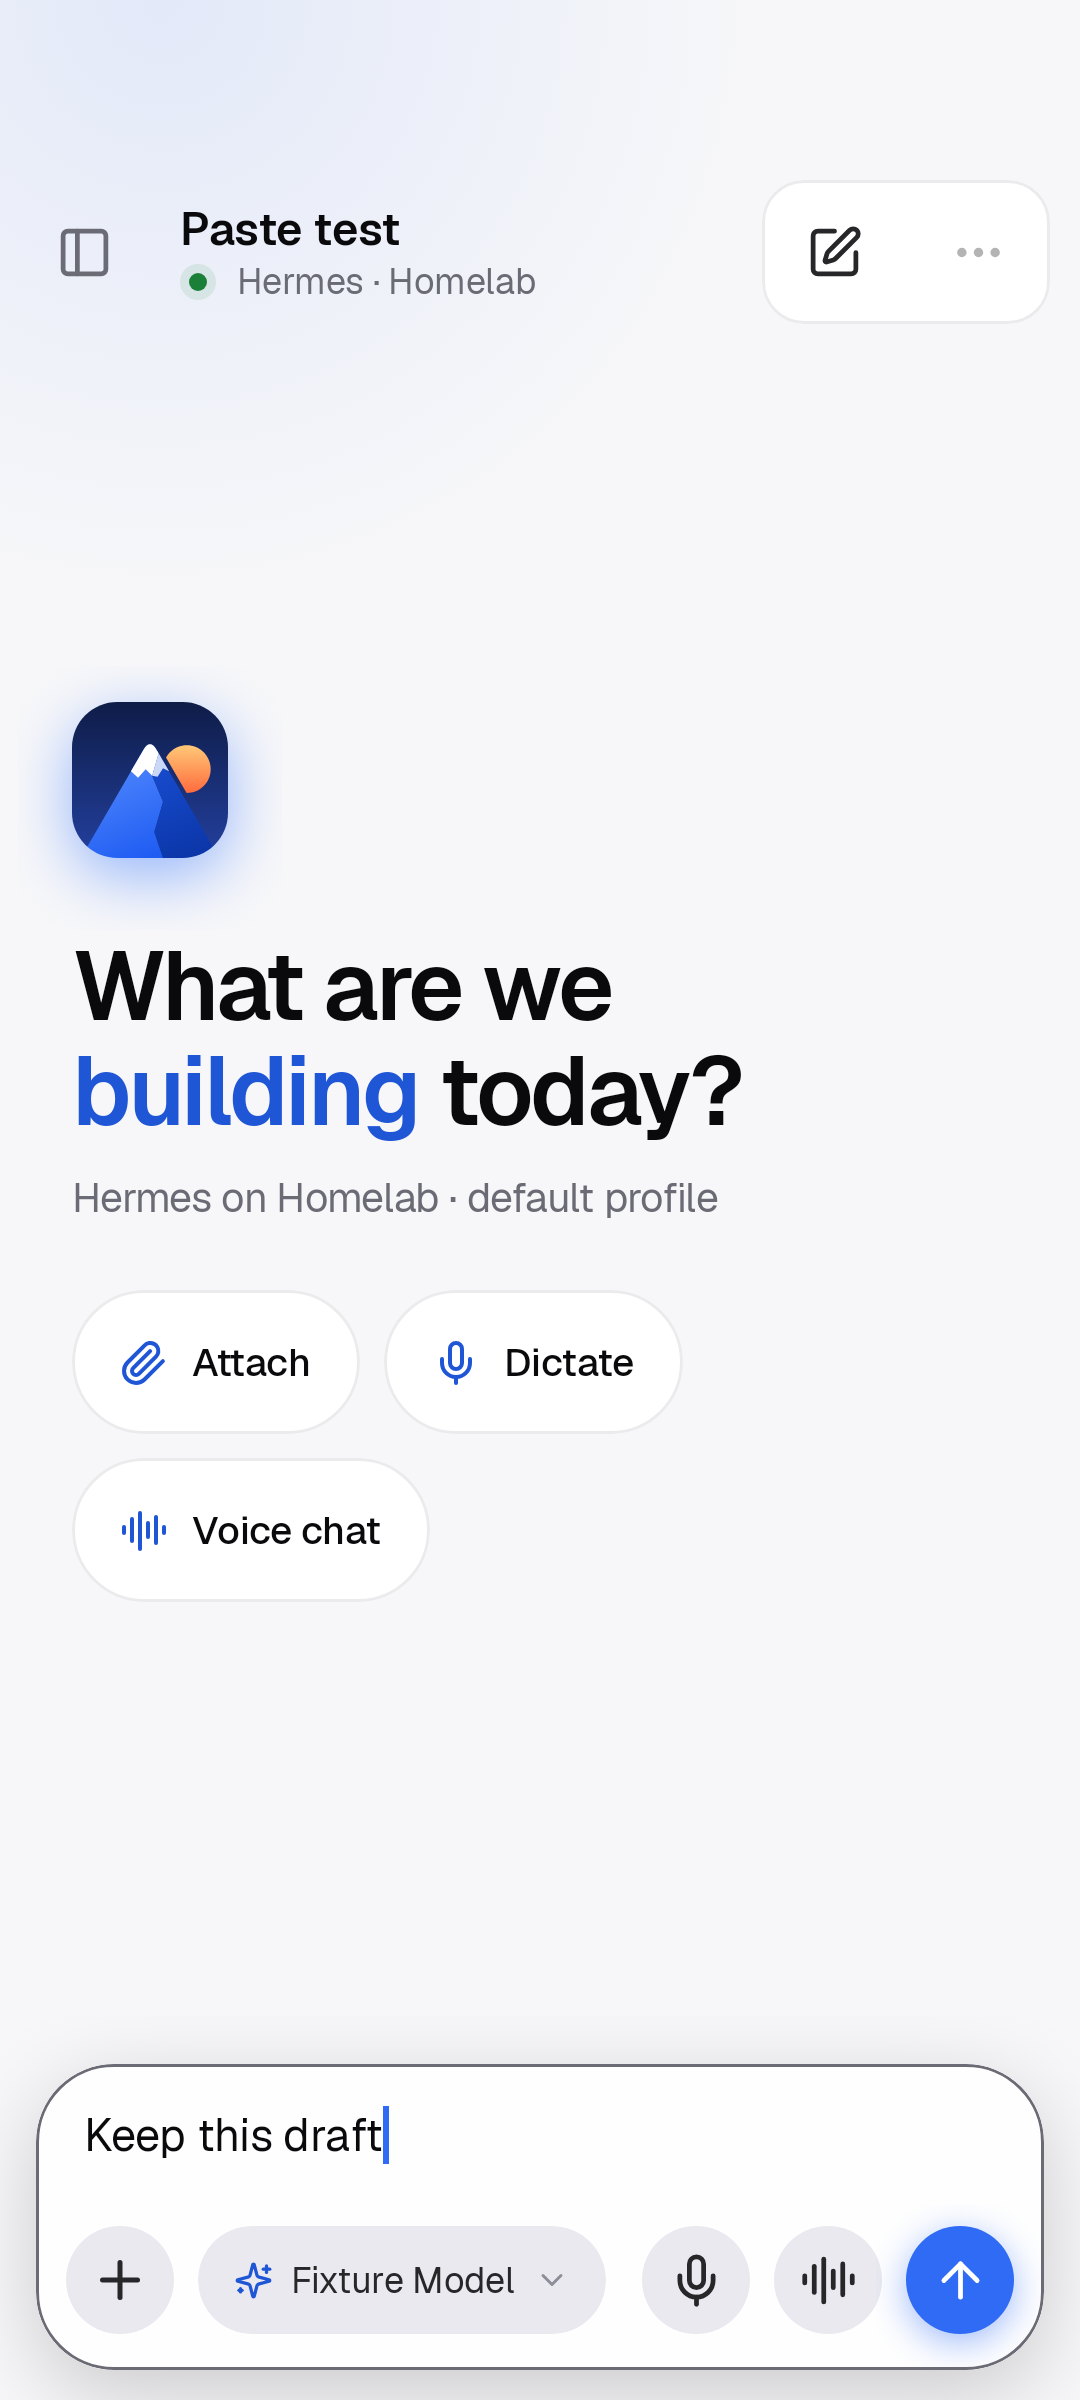 Paste test
Hermes · Homelab
What are we
building today?
Hermes on Homelab · default profile
Attach
Dictate
Voice chat
Keep this draft
Fixture Model